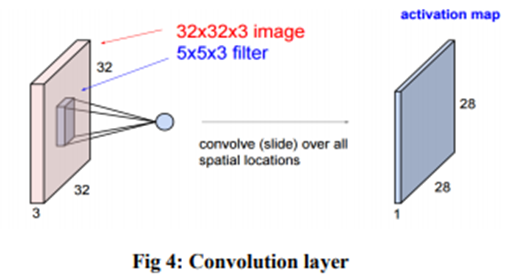 activation map
32x32x3 image
5x5x3 filter
32
28
convolve (slide) over all
spatial locations
32
28
3
1
Fig 4: Convolution layer